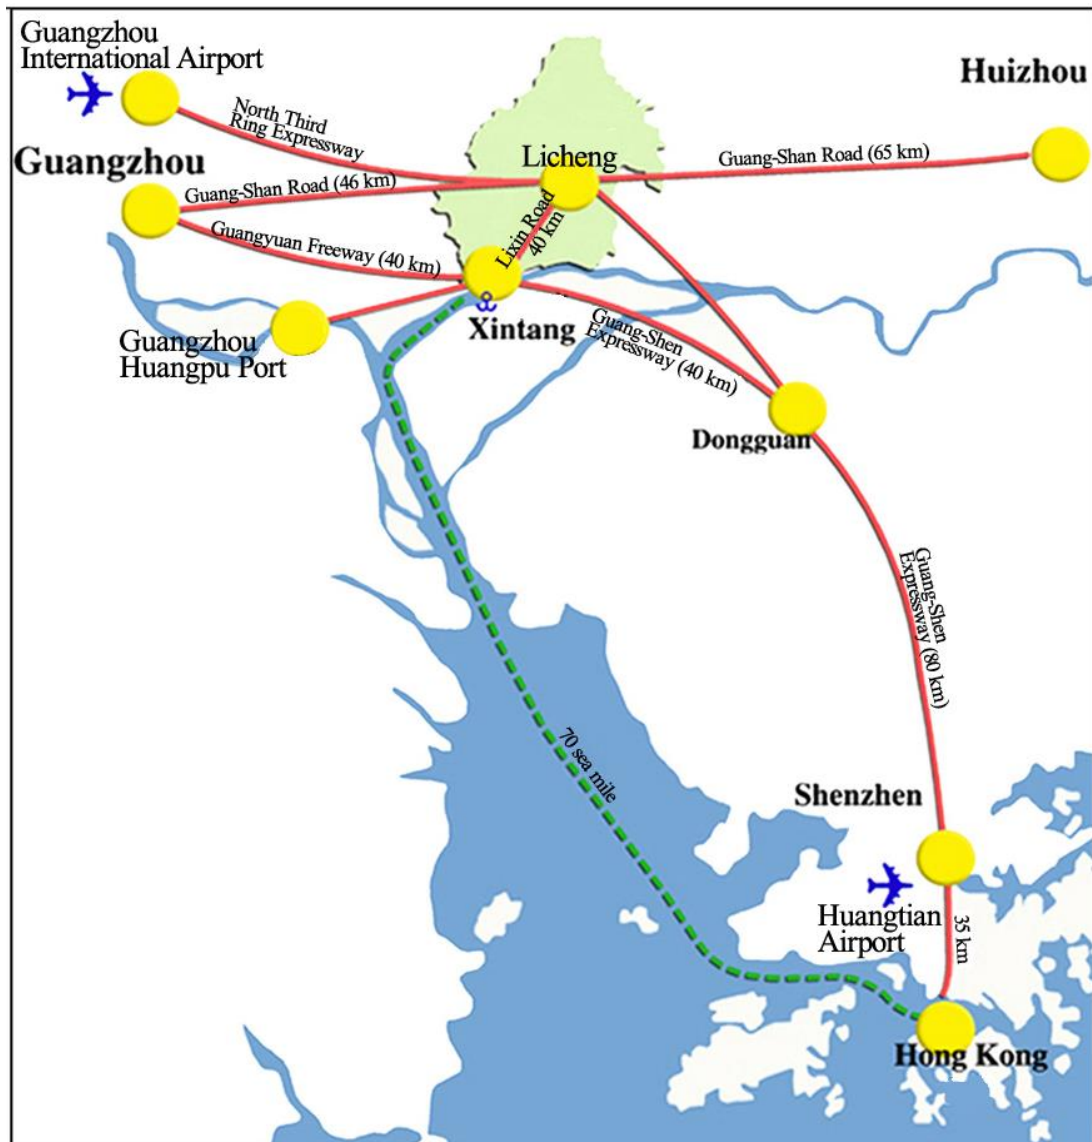 Guangzhou
International Airport
Huizhou
North Third
Ring Expressway
Guangzhou
Licheng
Guang-Shan Road (65 km)
Guang-Shan Road (46 km)
Lixin Road
40 km
Guangyuan Freeway (40 km)
Xintang
Guangzhou
Huangpu Port
Guang-Shen
Expressway (40 km)
Dongguan
Guang-Shen
Expressway (80 km)
70 sea mile
Shenzhen
Huangtian
Airport
35 km
Hong Kong